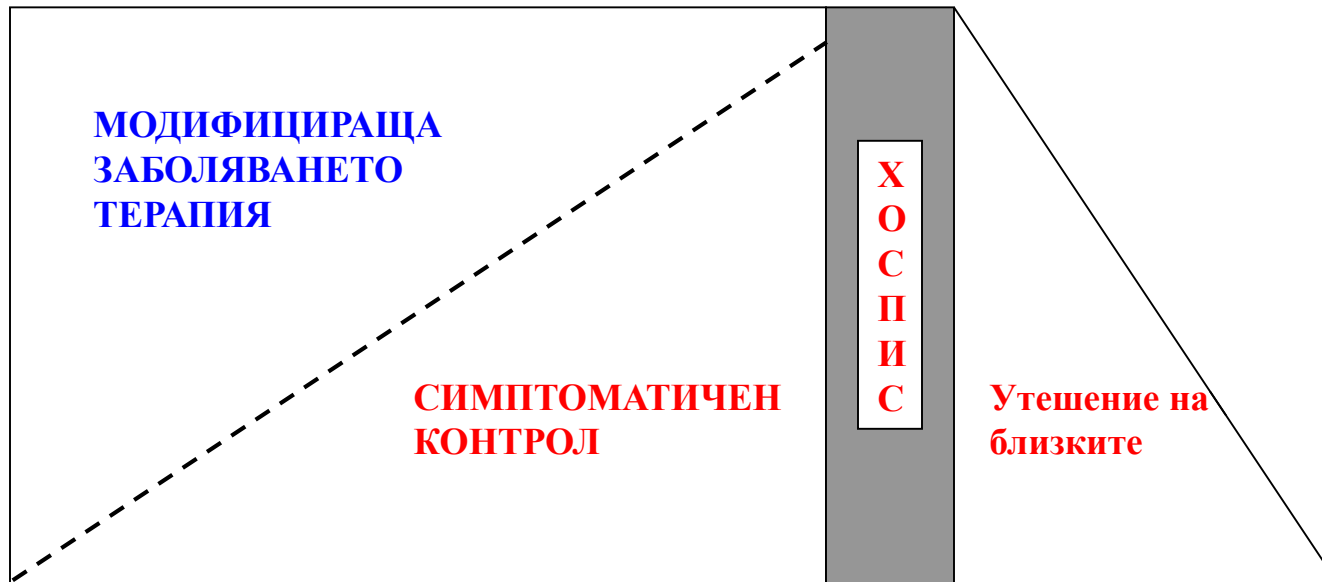 МОДИФИЦИРАЩА
ЗАБОЛЯВАНЕТО
ТЕРАПИЯ
СИМПТОМАТИЧЕН
КОНТРОЛ
Х
О
С
П
И
С
Утешение на
близките